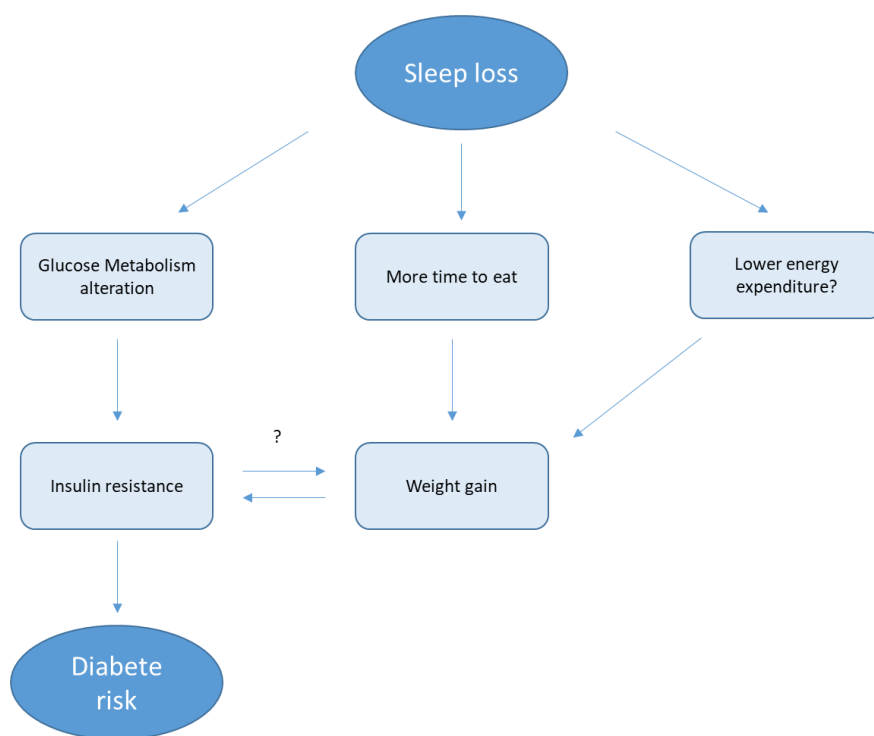 Sleep loss
Glucose Metabolism
alteration
More time to eat
Lower energy
expenditure?
?
Insulin resistance
Weight gain
Diabete
risk